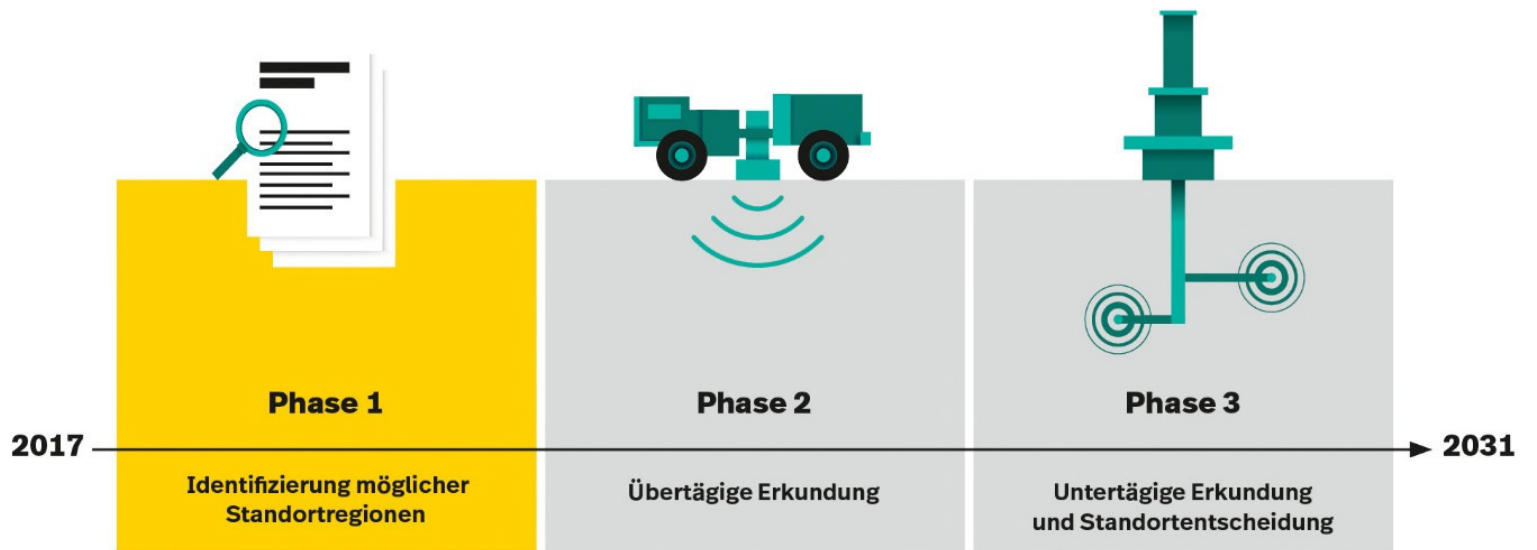 Phase 1
Phase 2
Phase 3
2017
2031
Identifizierung möglicher
Standortregionen
Übertägige Erkundung
Untertägige Erkundung
und Standortentscheidung